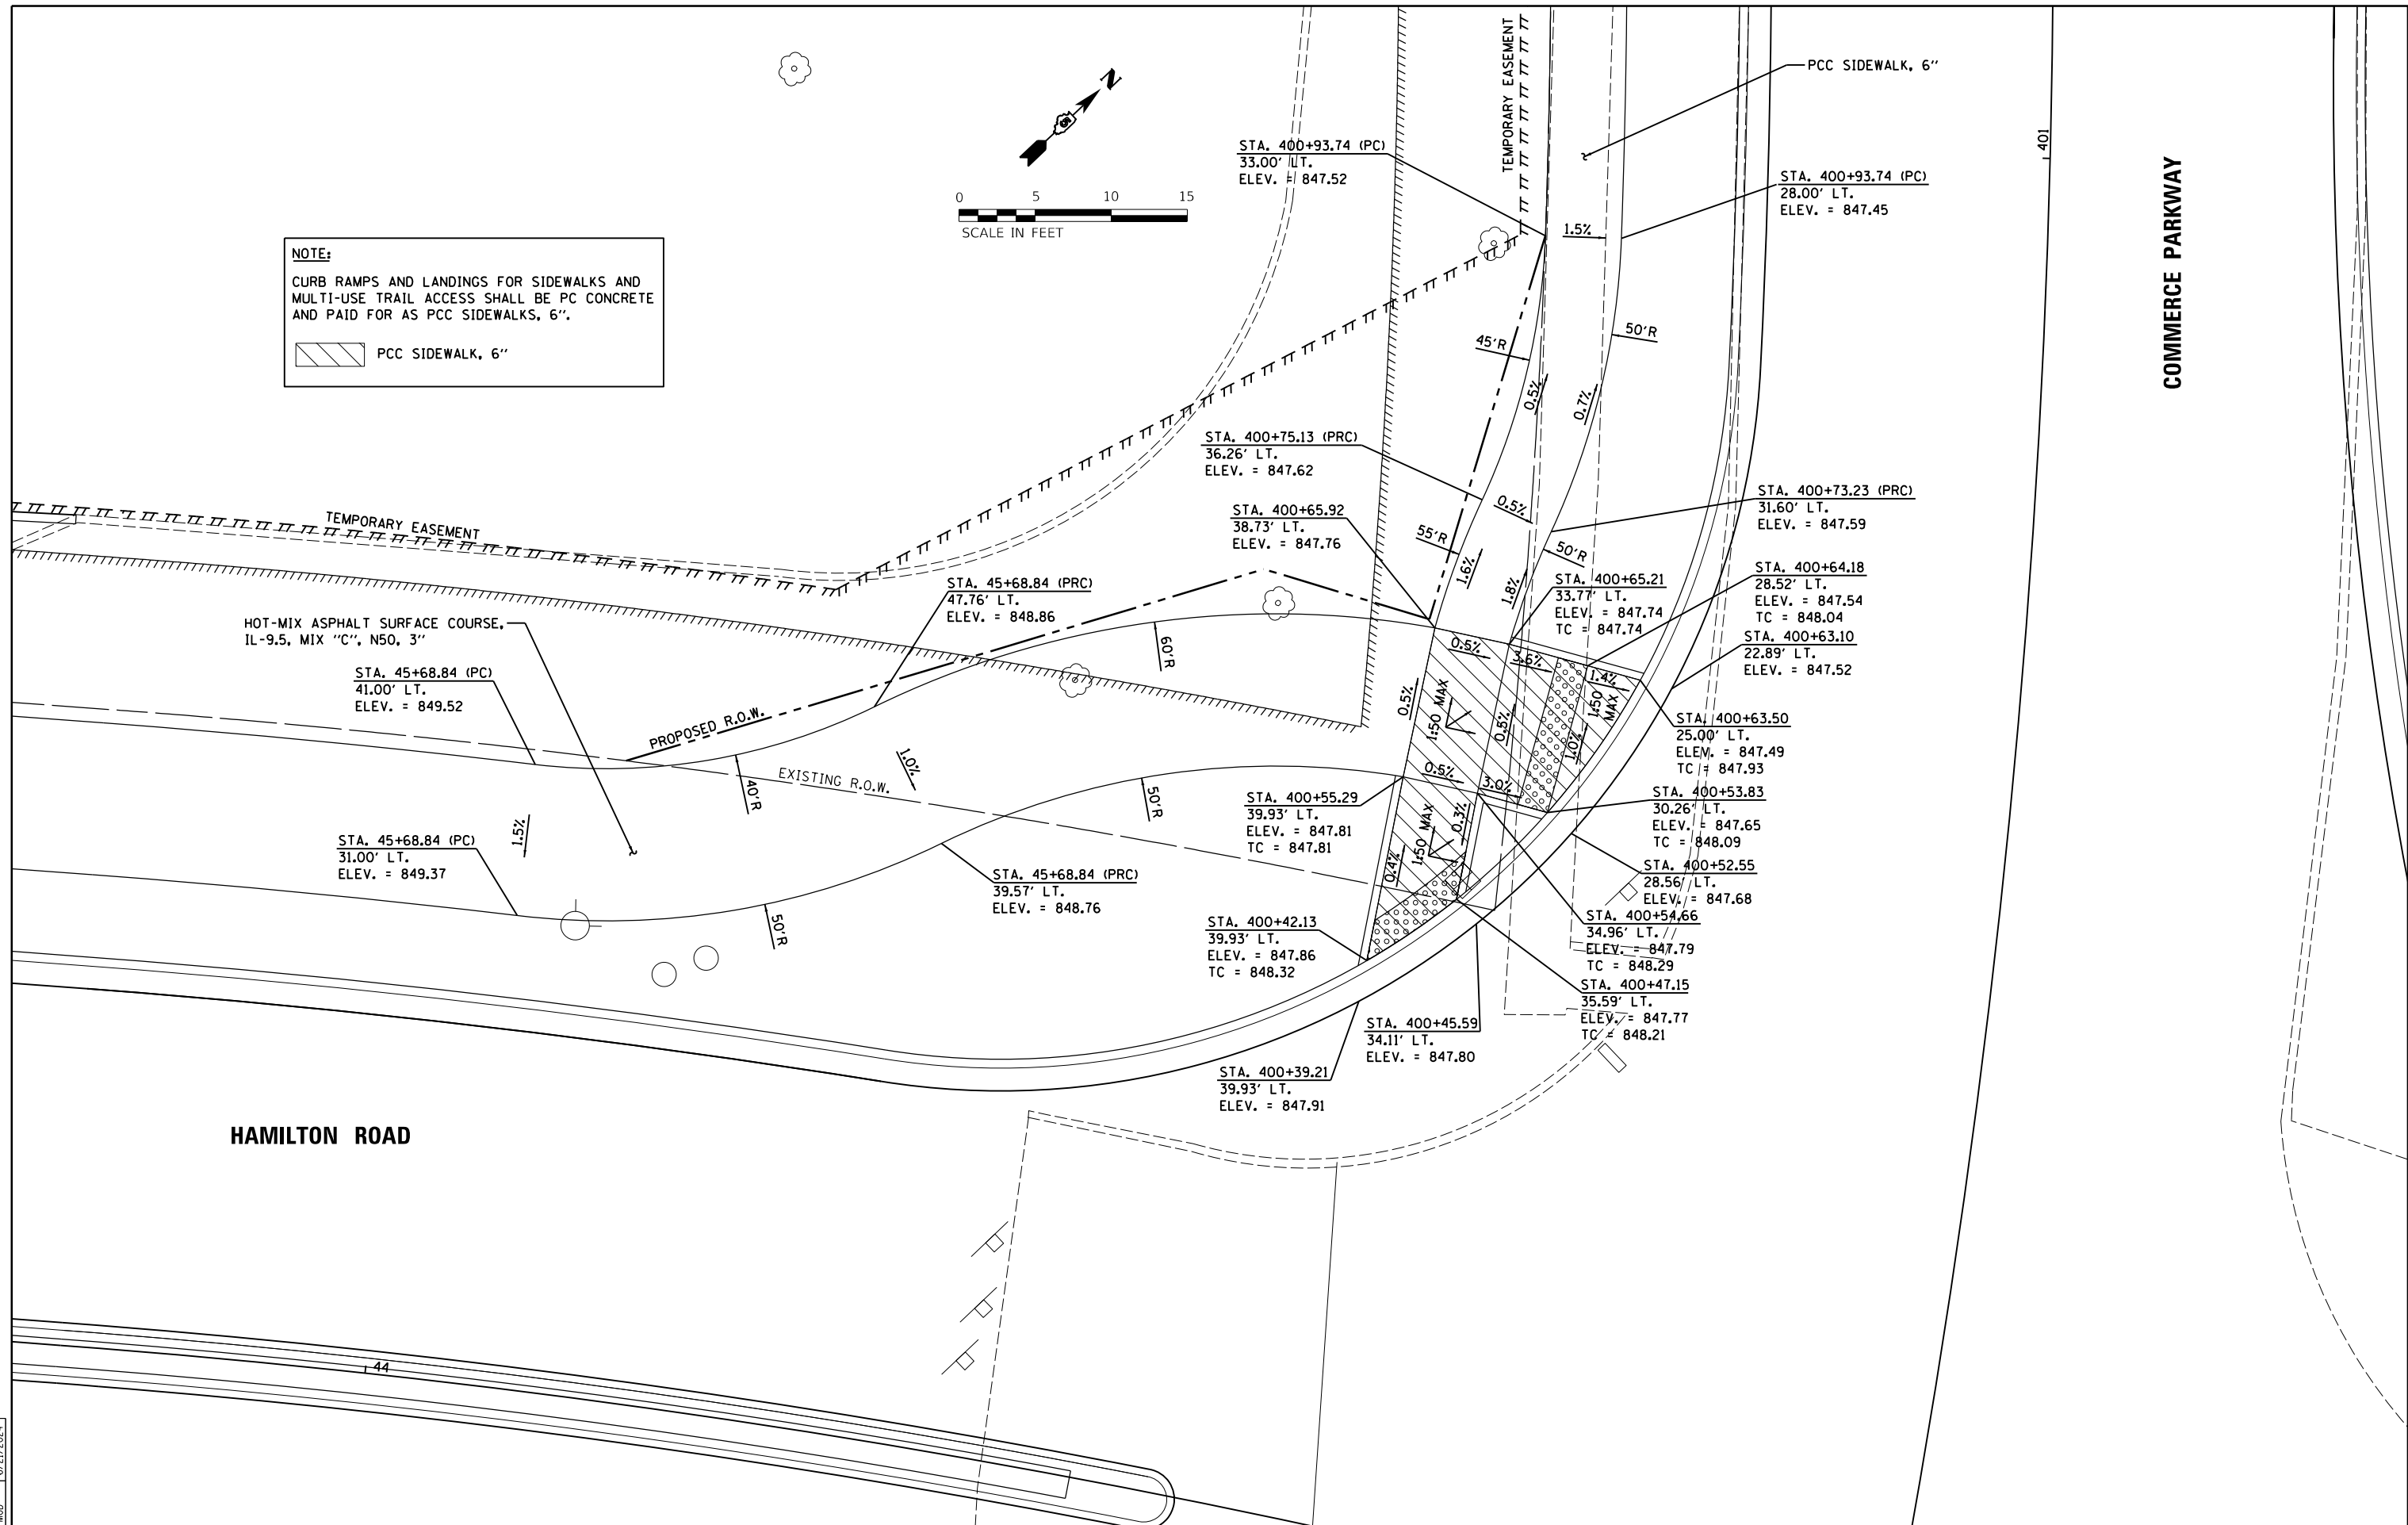 NOTE:
CURB RAMPS AND LANDINGS FOR SIDEWALKS AND
MULTI-USE TRAIL ACCESS SHALL BE PC CONCRETE
AND PAID FOR AS PCC SIDEWALKS, 6".
PCC SIDEWALK, 6"
N
0 5 10 15
SCALE IN FEET
TEMPORARY EASEMENT
PCC SIDEWALK, 6"
401
COMMERCE PARKWAY
STA. 400+93.74 (PC)
33.00' LT.
ELEV. = 847.52
STA. 400+93.74 (PC)
28.00' LT.
ELEV. = 847.45
1.5%
45'R
50'R
0.5%
0.7%
STA. 400+75.13 (PRC)
36.26' LT.
ELEV. = 847.62
STA. 400+73.23 (PRC)
31.60' LT.
ELEV. = 847.59
STA. 400+65.92
38.73' LT.
ELEV. = 847.76
0.5%
55'R
50'R
1.6%
1.8%
STA. 400+65.21
33.77' LT.
ELEV. = 847.74
TC = 847.74
STA. 400+64.18
28.52' LT.
ELEV. = 847.54
TC = 848.04
STA. 400+63.10
22.89' LT.
ELEV. = 847.52
TEMPORARY EASEMENT
HOT-MIX ASPHALT SURFACE COURSE,
IL-9.5, MIX "C", N50, 3"
STA. 45+68.84 (PRC)
47.76' LT.
ELEV. = 848.86
STA. 45+68.84 (PC)
41.00' LT.
ELEV. = 849.52
60'R
0.5%
3.6%
1.4%
0.5%
1:50 MAX
0.5%
1:50
MAX
1.0%
STA. 400+63.50
25.00' LT.
ELEV. = 847.49
TC = 847.93
PROPOSED R.O.W.
EXISTING R.O.W.
1.0%
40'R
50'R
0.5%
3.0%
STA. 400+55.29
39.93' LT.
ELEV. = 847.81
TC = 847.81
STA. 400+53.83
30.26' LT.
ELEV. = 847.65
TC = 848.09
1.5%
STA. 45+68.84 (PC)
31.00' LT.
ELEV. = 849.37
STA. 45+68.84 (PRC)
39.57' LT.
ELEV. = 848.76
50'R
1:50 MAX
0.3%
0.4%
STA. 400+52.55
28.56' LT.
ELEV. = 847.68
STA. 400+54.66
34.96' LT.
ELEV. = 847.79
TC = 848.29
STA. 400+42.13
39.93' LT.
ELEV. = 847.86
TC = 848.32
STA. 400+47.15
35.59' LT.
ELEV. = 847.77
TC = 848.21
STA. 400+45.59
34.11' LT.
ELEV. = 847.80
STA. 400+39.21
39.93' LT.
ELEV. = 847.91
HAMILTON ROAD
44